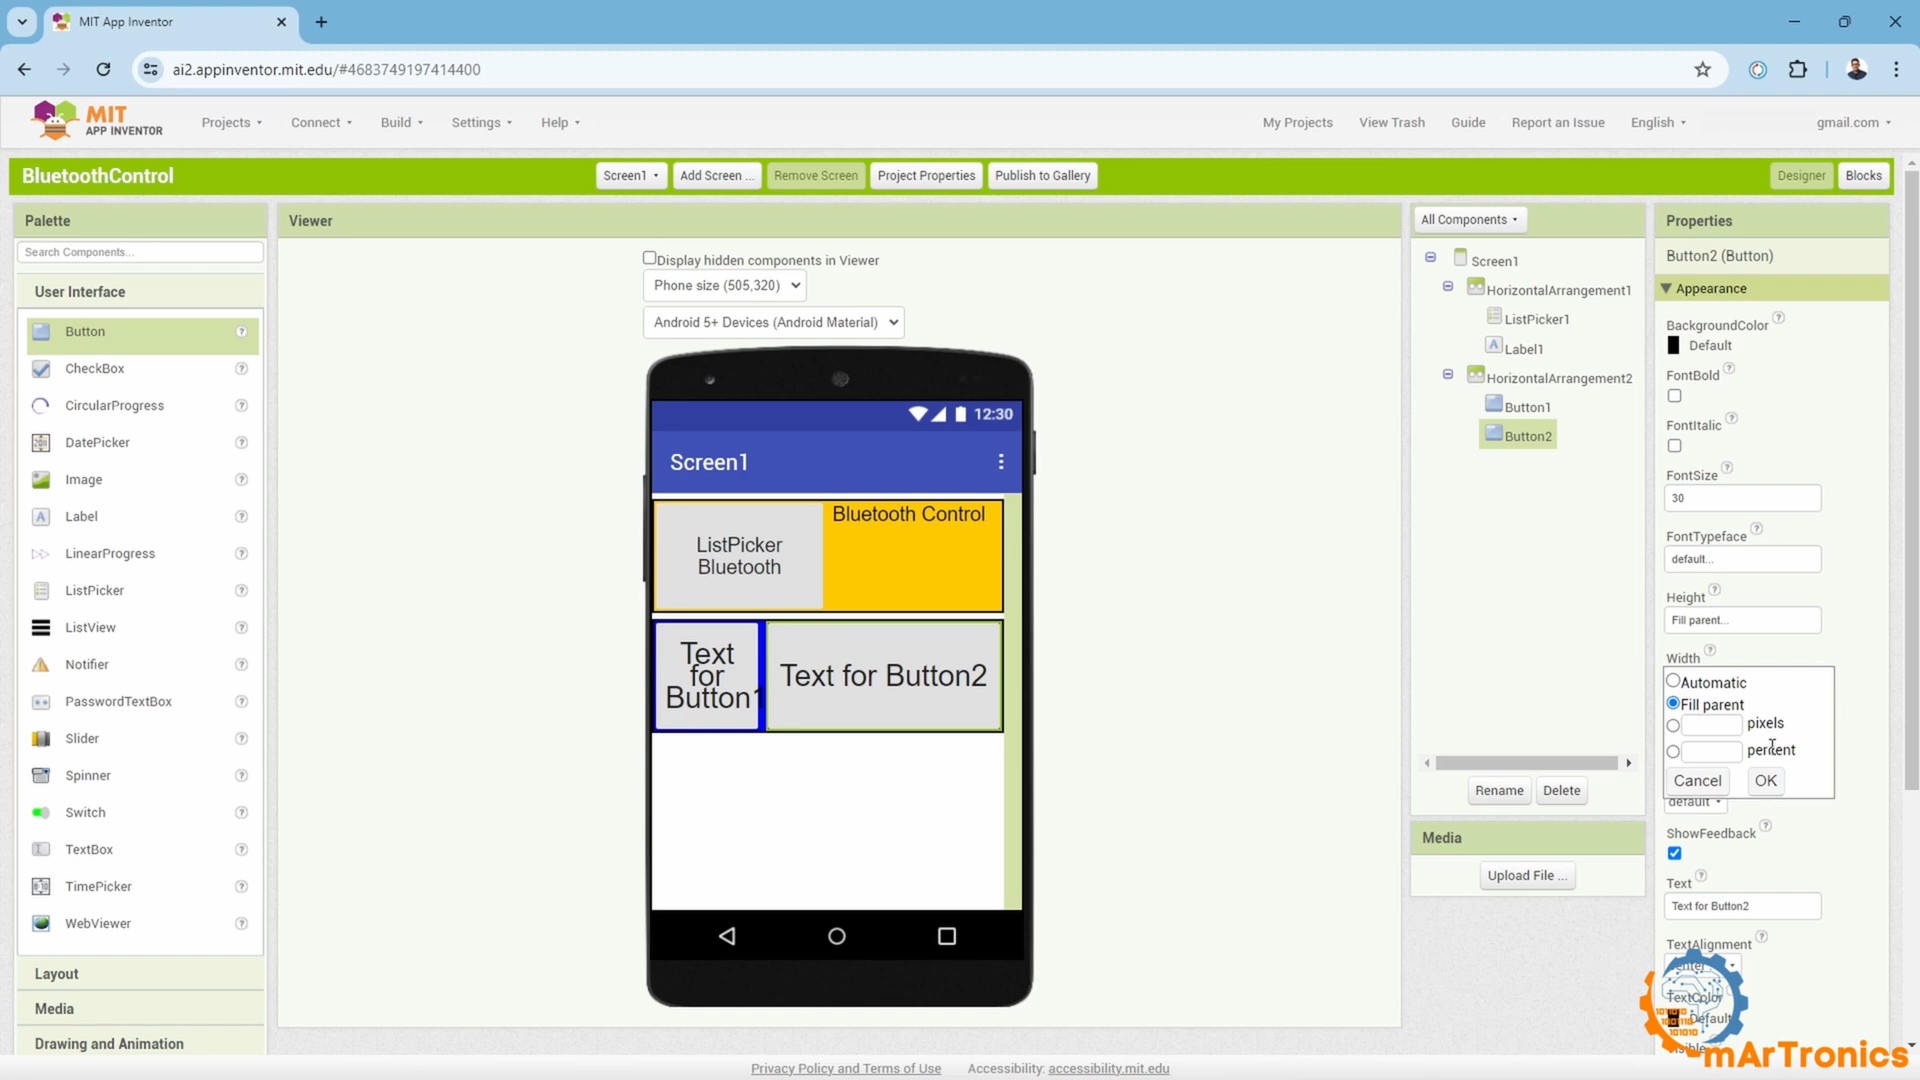 MIT App Inventor
ai2.appinventor.mit.edu/#4683749197414400
MIT
APP INVENTOR
Projects
Connect
Build
Settings
Help
My Projects
View Trash
Guide
Report an Issue
English
gmail.com
BluetoothControl
Screen1
Add Screen ...
Remove Screen
Project Properties
Publish to Gallery
Designer
Blocks
Palette
Search Components...
User Interface
Button
CheckBox
CircularProgress
DatePicker
Image
Label
LinearProgress
ListPicker
ListView
Notifier
PasswordTextBox
Slider
Spinner
Switch
TextBox
TimePicker
WebViewer
Layout
Media
Drawing and Animation
Viewer
Display hidden components in Viewer
Phone size (505,320)
Android 5+ Devices (Android Material)
12:30
Screen1
ListPicker
Bluetooth
Bluetooth Control
Text
for
Button1
Text for Button2
All Components
Screen1
HorizontalArrangement1
ListPicker1
Label1
HorizontalArrangement2
Button1
Button2
Rename
Delete
Media
Upload File ...
Properties
Button2 (Button)
Appearance
BackgroundColor
Default
FontBold
FontItalic
FontSize
30
FontTypeface
default...
Height
Fill parent...
Width
Automatic
Fill parent
pixels
percent
Cancel
OK
default
ShowFeedback
Text
Text for Button2
TextAlignment
TextColor
Default
Visible
mArTronics
Privacy Policy and Terms of Use
Accessibility: accessibility.mit.edu